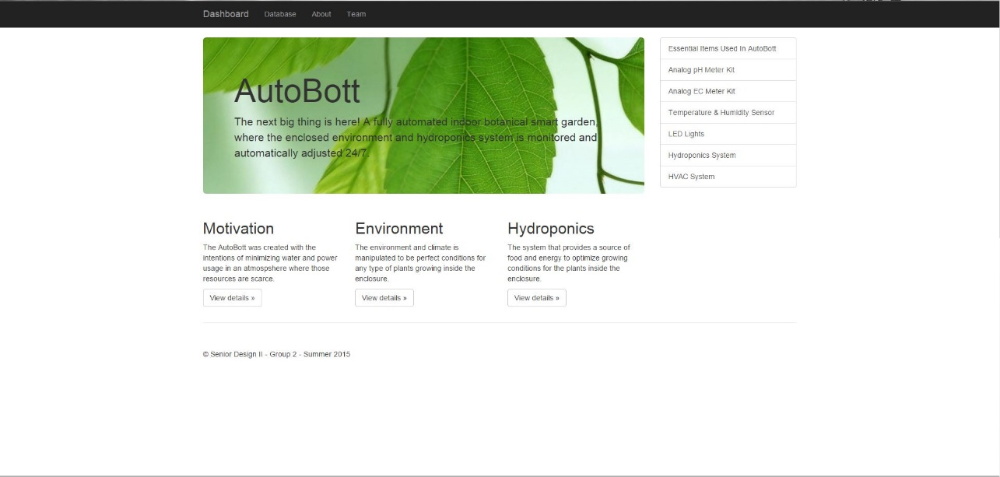 Dashboard Database About Team
AutoBott
The next big thing is here! A fully automated indoor botanical smart garden,
where the enclosed environment and hydroponics system is monitored and
automatically adjusted 24/7.
Essential Items Used In AutoBott
Analog pH Meter Kit
Analog EC Meter Kit
Temperature & Humidity Sensor
LED Lights
Hydroponics System
HVAC System
Motivation
The AutoBott was created with the
intentions of minimizing water and power
usage in an atmospshere where those
resources are scarce.
View details »
Environment
The environment and climate is
manipulated to be perfect conditions for
any type of plants growing inside the
enclosure.
View details »
Hydroponics
The system that provides a source of
food and energy to optimize growing
conditions for the plants inside the
enclosure.
View details »
© Senior Design II - Group 2 - Summer 2015